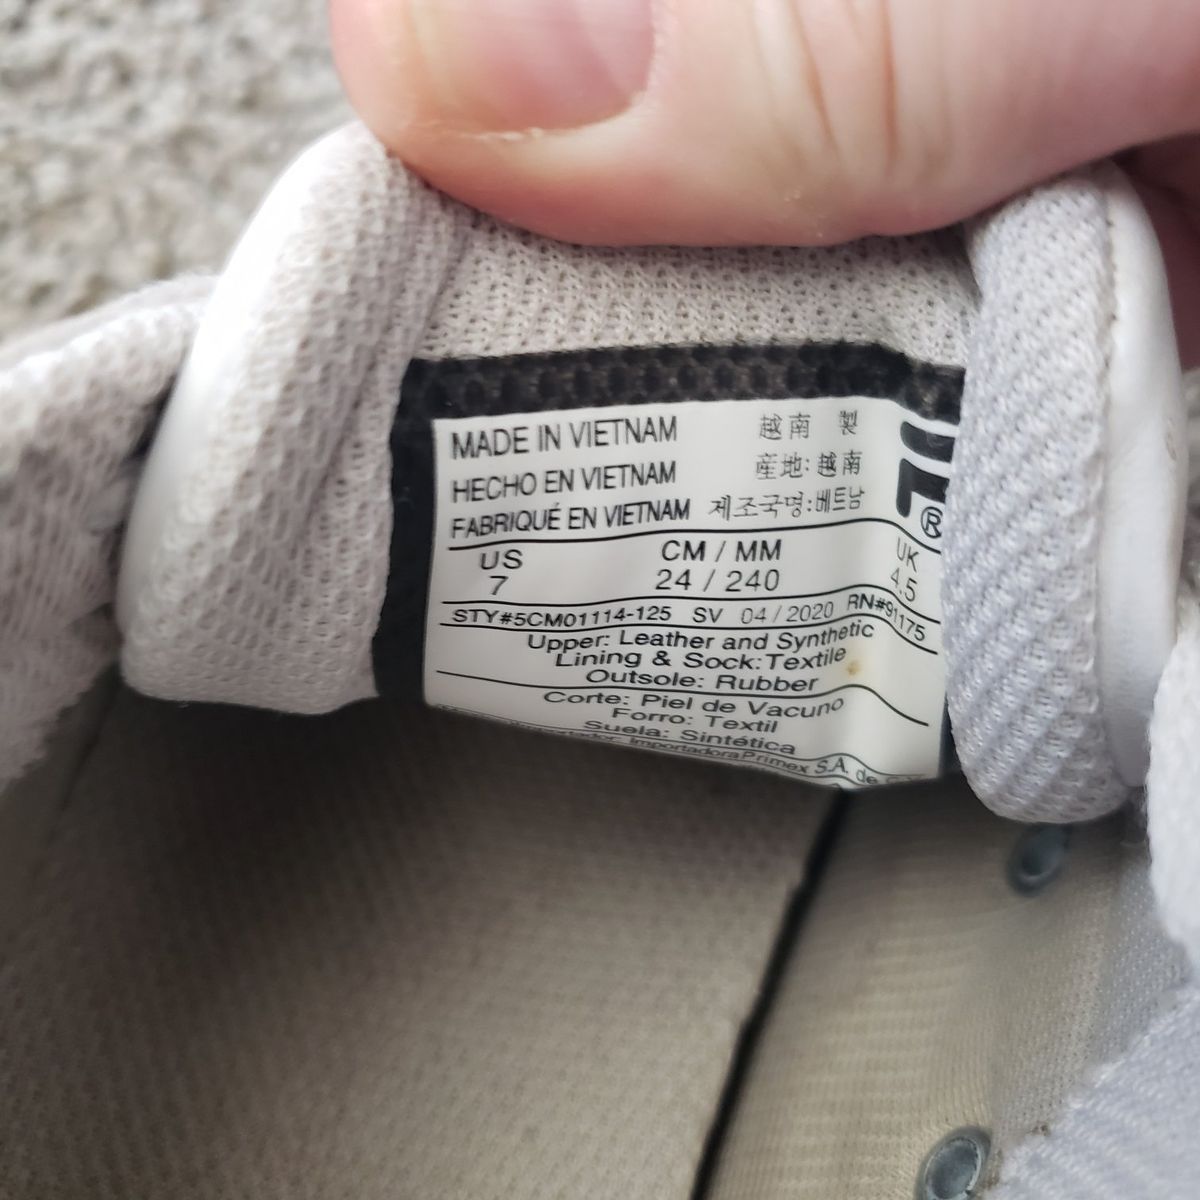 MADE IN VIETNAM 越南 製
HECHO EN VIETNAM 産地:越南
FABRIQUÉ EN VIETNAM 제조국명:베트남
®
US CM / MM UK
7 24 / 240 4.5
STY#5CM01114-125 SV 04/2020 RN#91175
Upper: Leather and Synthetic
Lining & Sock:Textile
Outsole: Rubber
Corte: Piel de Vacuno
Forro: Textil
Suela: Sintética
Importador: ImportadoraPrimex S.A. de C.V.